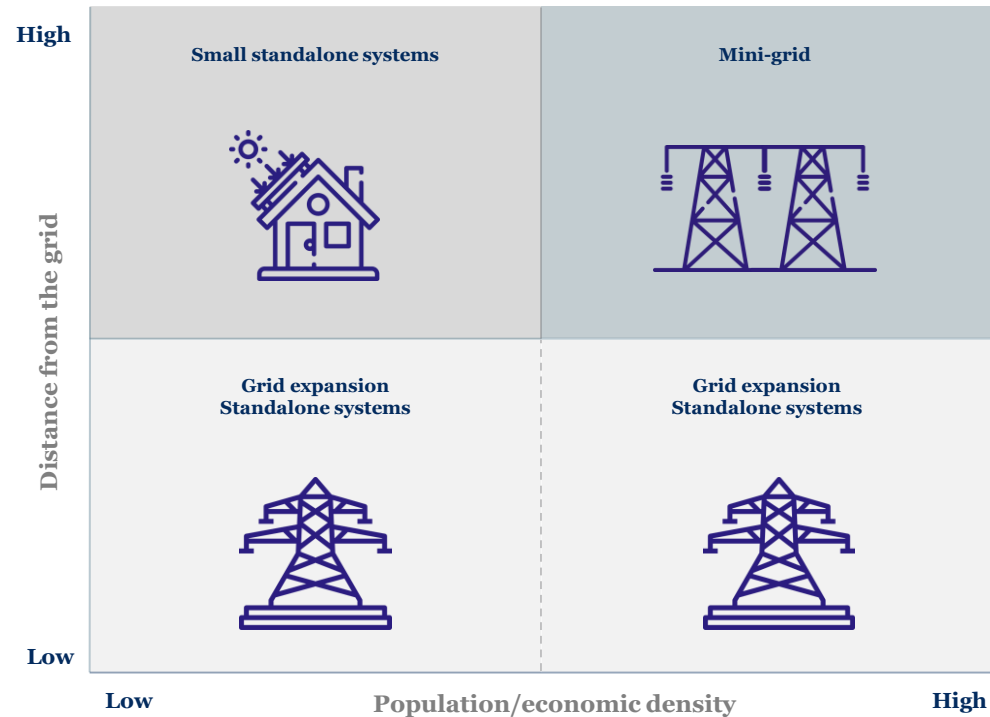 High
Small standalone systems
Mini-grid
Distance from the grid
Grid expansion
Standalone systems
Grid expansion
Standalone systems
Low
Low
Population/economic density
High